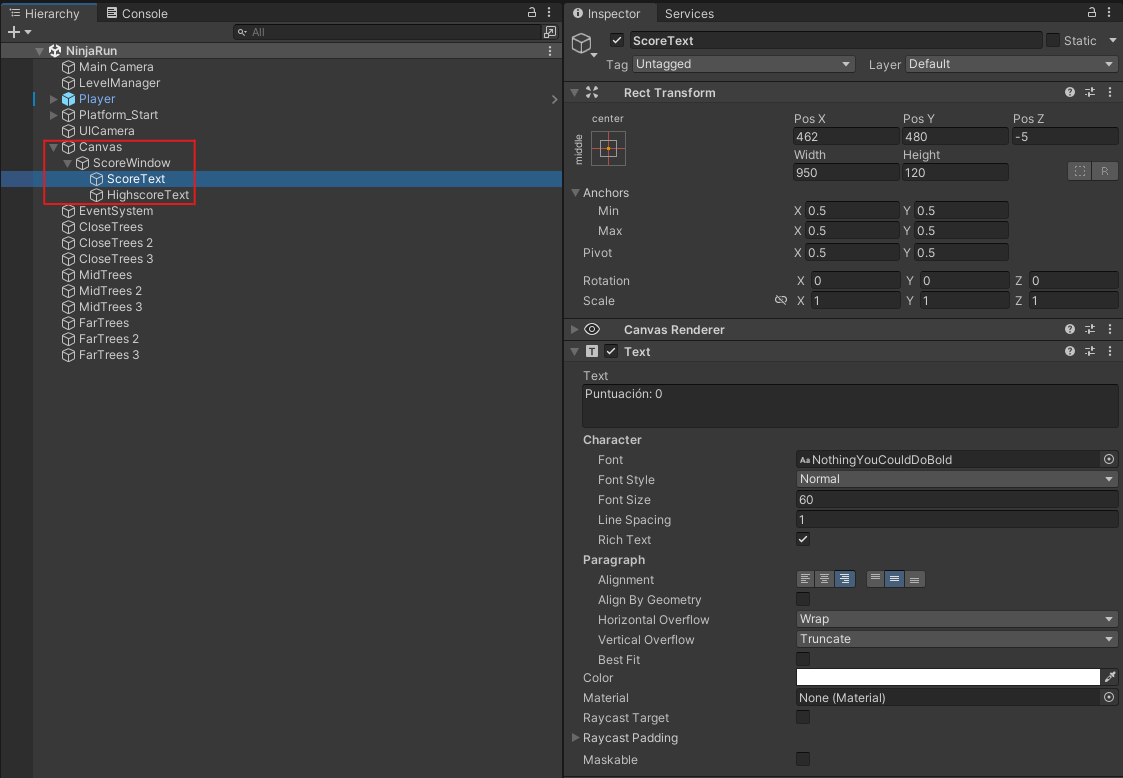 Hierarchy
Console
All
NinjaRun
Main Camera
LevelManager
Player
Platform_Start
UICamera
Canvas
ScoreWindow
ScoreText
HighscoreText
EventSystem
CloseTrees
CloseTrees 2
CloseTrees 3
MidTrees
MidTrees 2
MidTrees 3
FarTrees
FarTrees 2
FarTrees 3
Inspector
Services
ScoreText
Static
Tag Untagged
Layer Default
Rect Transform
center
middle
Pos X Pos Y Pos Z
462 480 -5
Width Height
950 120
R
Anchors
Min X 0.5 Y 0.5
Max X 0.5 Y 0.5
Pivot X 0.5 Y 0.5
Rotation X 0 Y 0 Z 0
Scale X 1 Y 1 Z 1
Canvas Renderer
T Text
Text
Puntuación: 0
Character
Font Aa NothingYouCouldDoBold
Font Style Normal
Font Size 60
Line Spacing 1
Rich Text
Paragraph
Alignment
Align By Geometry
Horizontal Overflow Wrap
Vertical Overflow Truncate
Best Fit
Color
Material None (Material)
Raycast Target
Raycast Padding
Maskable